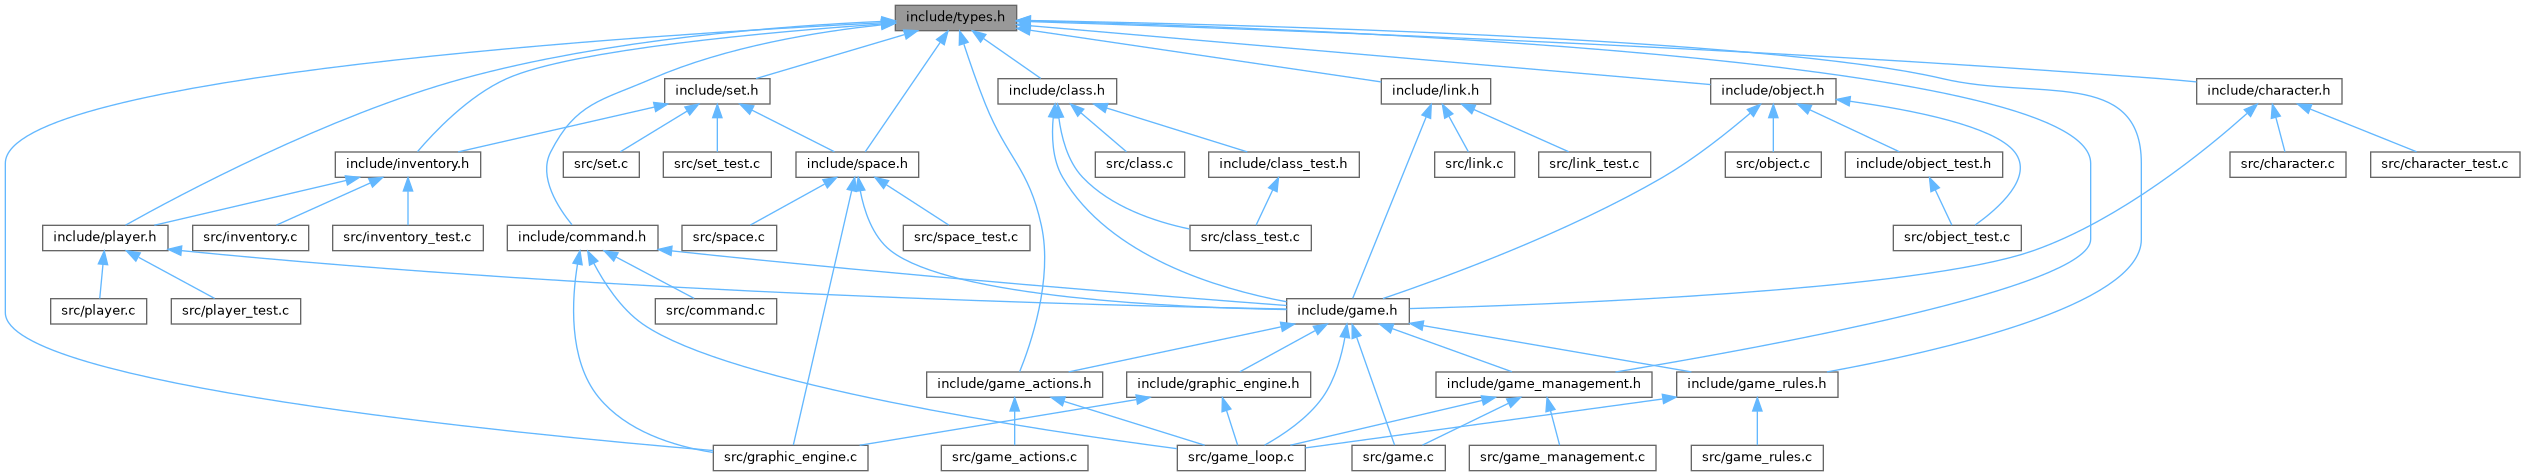 include/types.h
include/set.h
include/class.h
include/link.h
include/object.h
include/character.h
include/inventory.h
src/set.c
src/set_test.c
include/space.h
src/class.c
include/class_test.h
src/link.c
src/link_test.c
src/object.c
include/object_test.h
src/character.c
src/character_test.c
include/player.h
src/inventory.c
src/inventory_test.c
include/command.h
src/space.c
src/space_test.c
src/class_test.c
src/object_test.c
src/player.c
src/player_test.c
src/command.c
include/game.h
include/game_actions.h
include/graphic_engine.h
include/game_management.h
include/game_rules.h
src/graphic_engine.c
src/game_actions.c
src/game_loop.c
src/game.c
src/game_management.c
src/game_rules.c